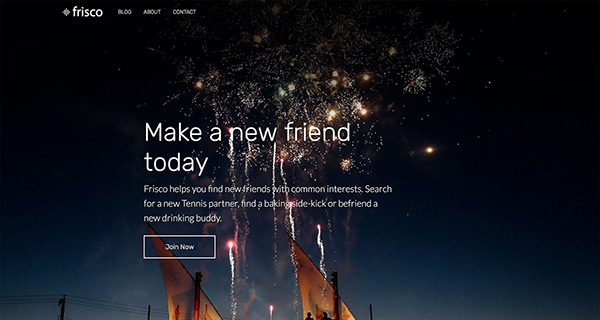 frisco BLOG ABOUT CONTACT
Make a new friend
today
Frisco helps you find new friends with common interests. Search
for a new Tennis partner, find a baking side-kick or befriend a
new drinking buddy.
Join Now